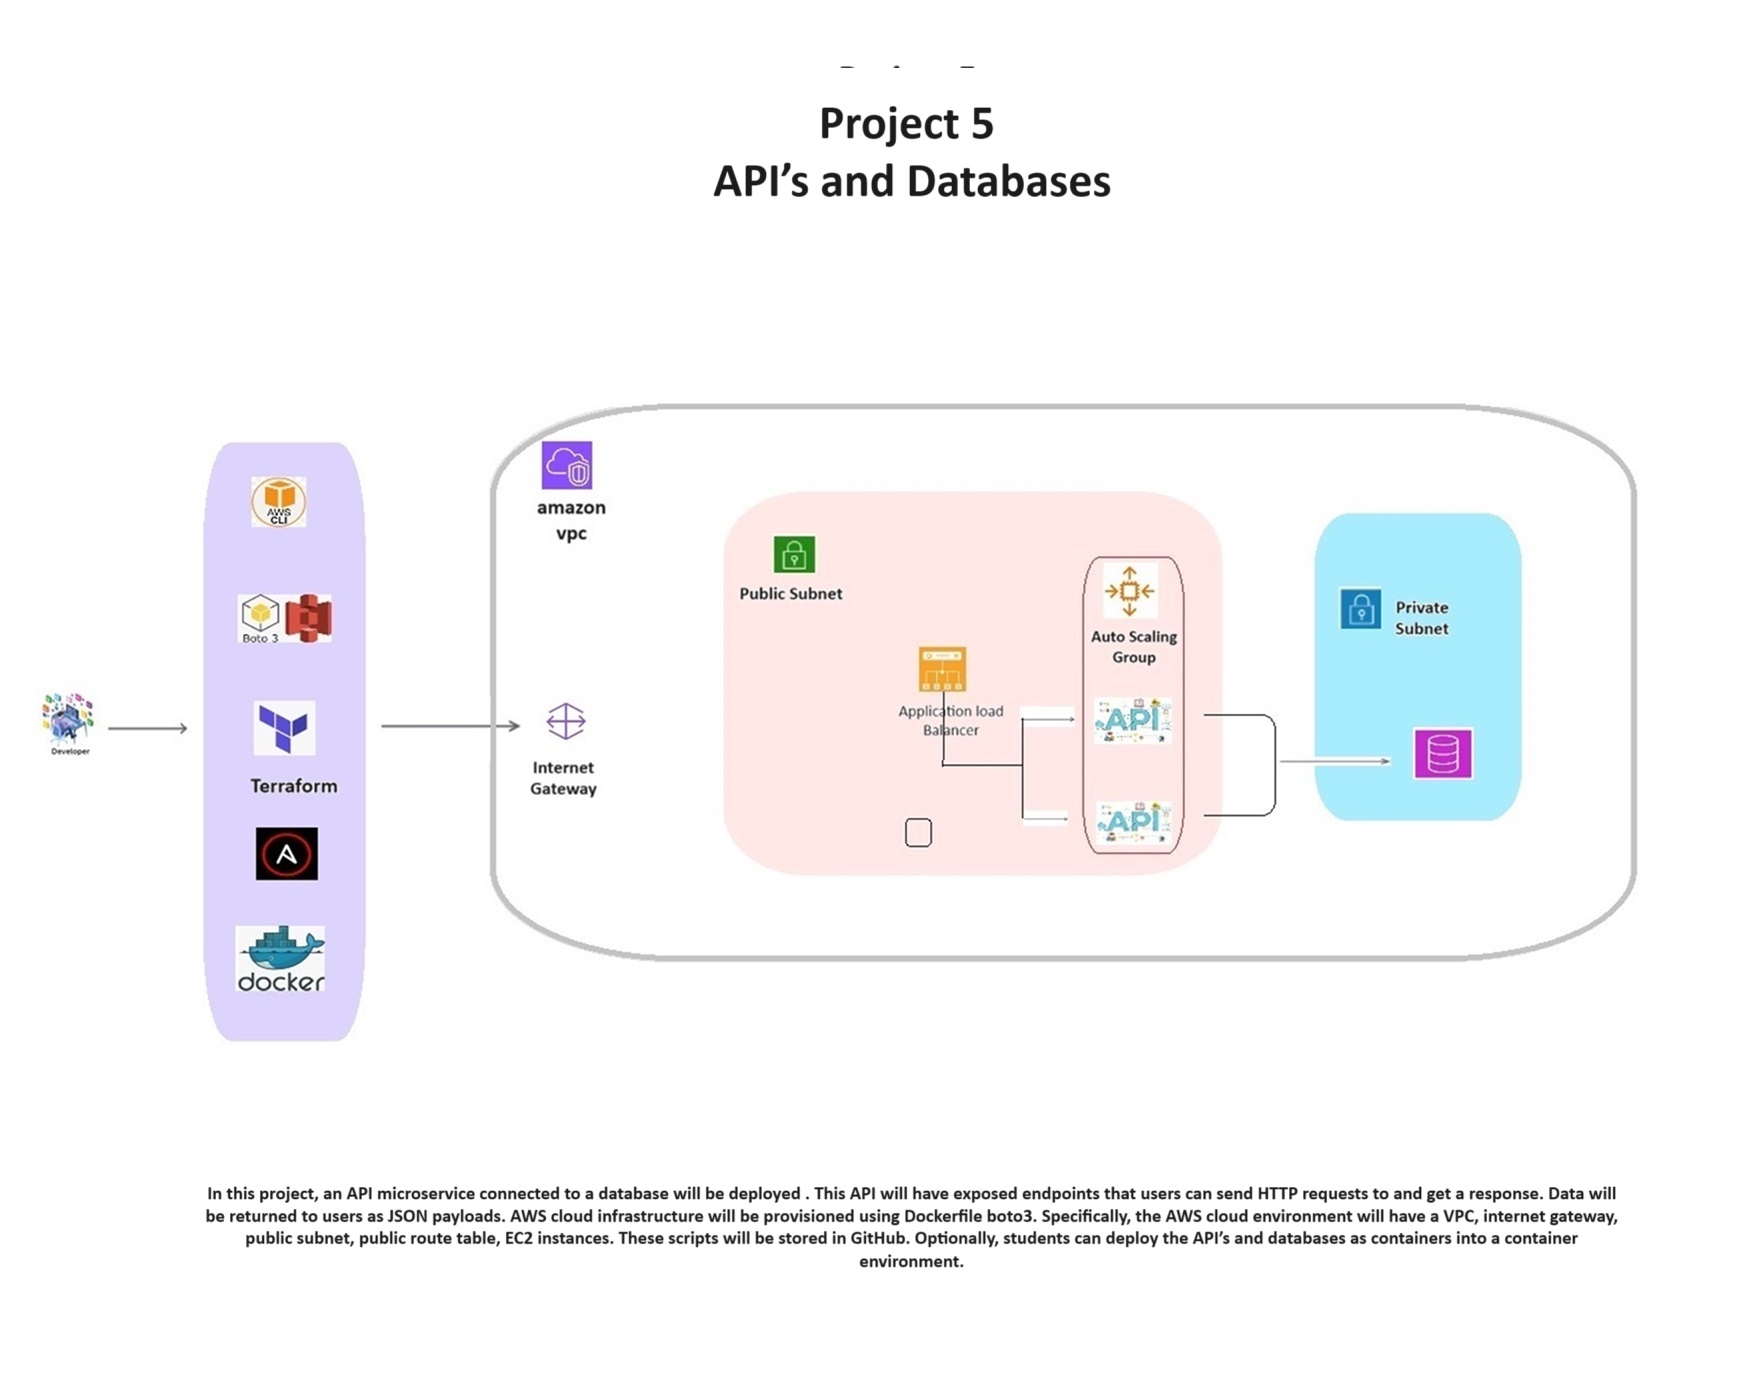 Project 5
API’s and Databases
AWS
CLI
Boto 3
Terraform
docker
Developer
amazon
vpc
Internet
Gateway
Public Subnet
Application load
Balancer
Auto Scaling
Group
API
API
Private
Subnet
In this project, an API microservice connected to a database will be deployed . This API will have exposed endpoints that users can send HTTP requests to and get a response. Data will
be returned to users as JSON payloads. AWS cloud infrastructure will be provisioned using Dockerfile boto3. Specifically, the AWS cloud environment will have a VPC, internet gateway,
public subnet, public route table, EC2 instances. These scripts will be stored in GitHub. Optionally, students can deploy the API’s and databases as containers into a container
environment.